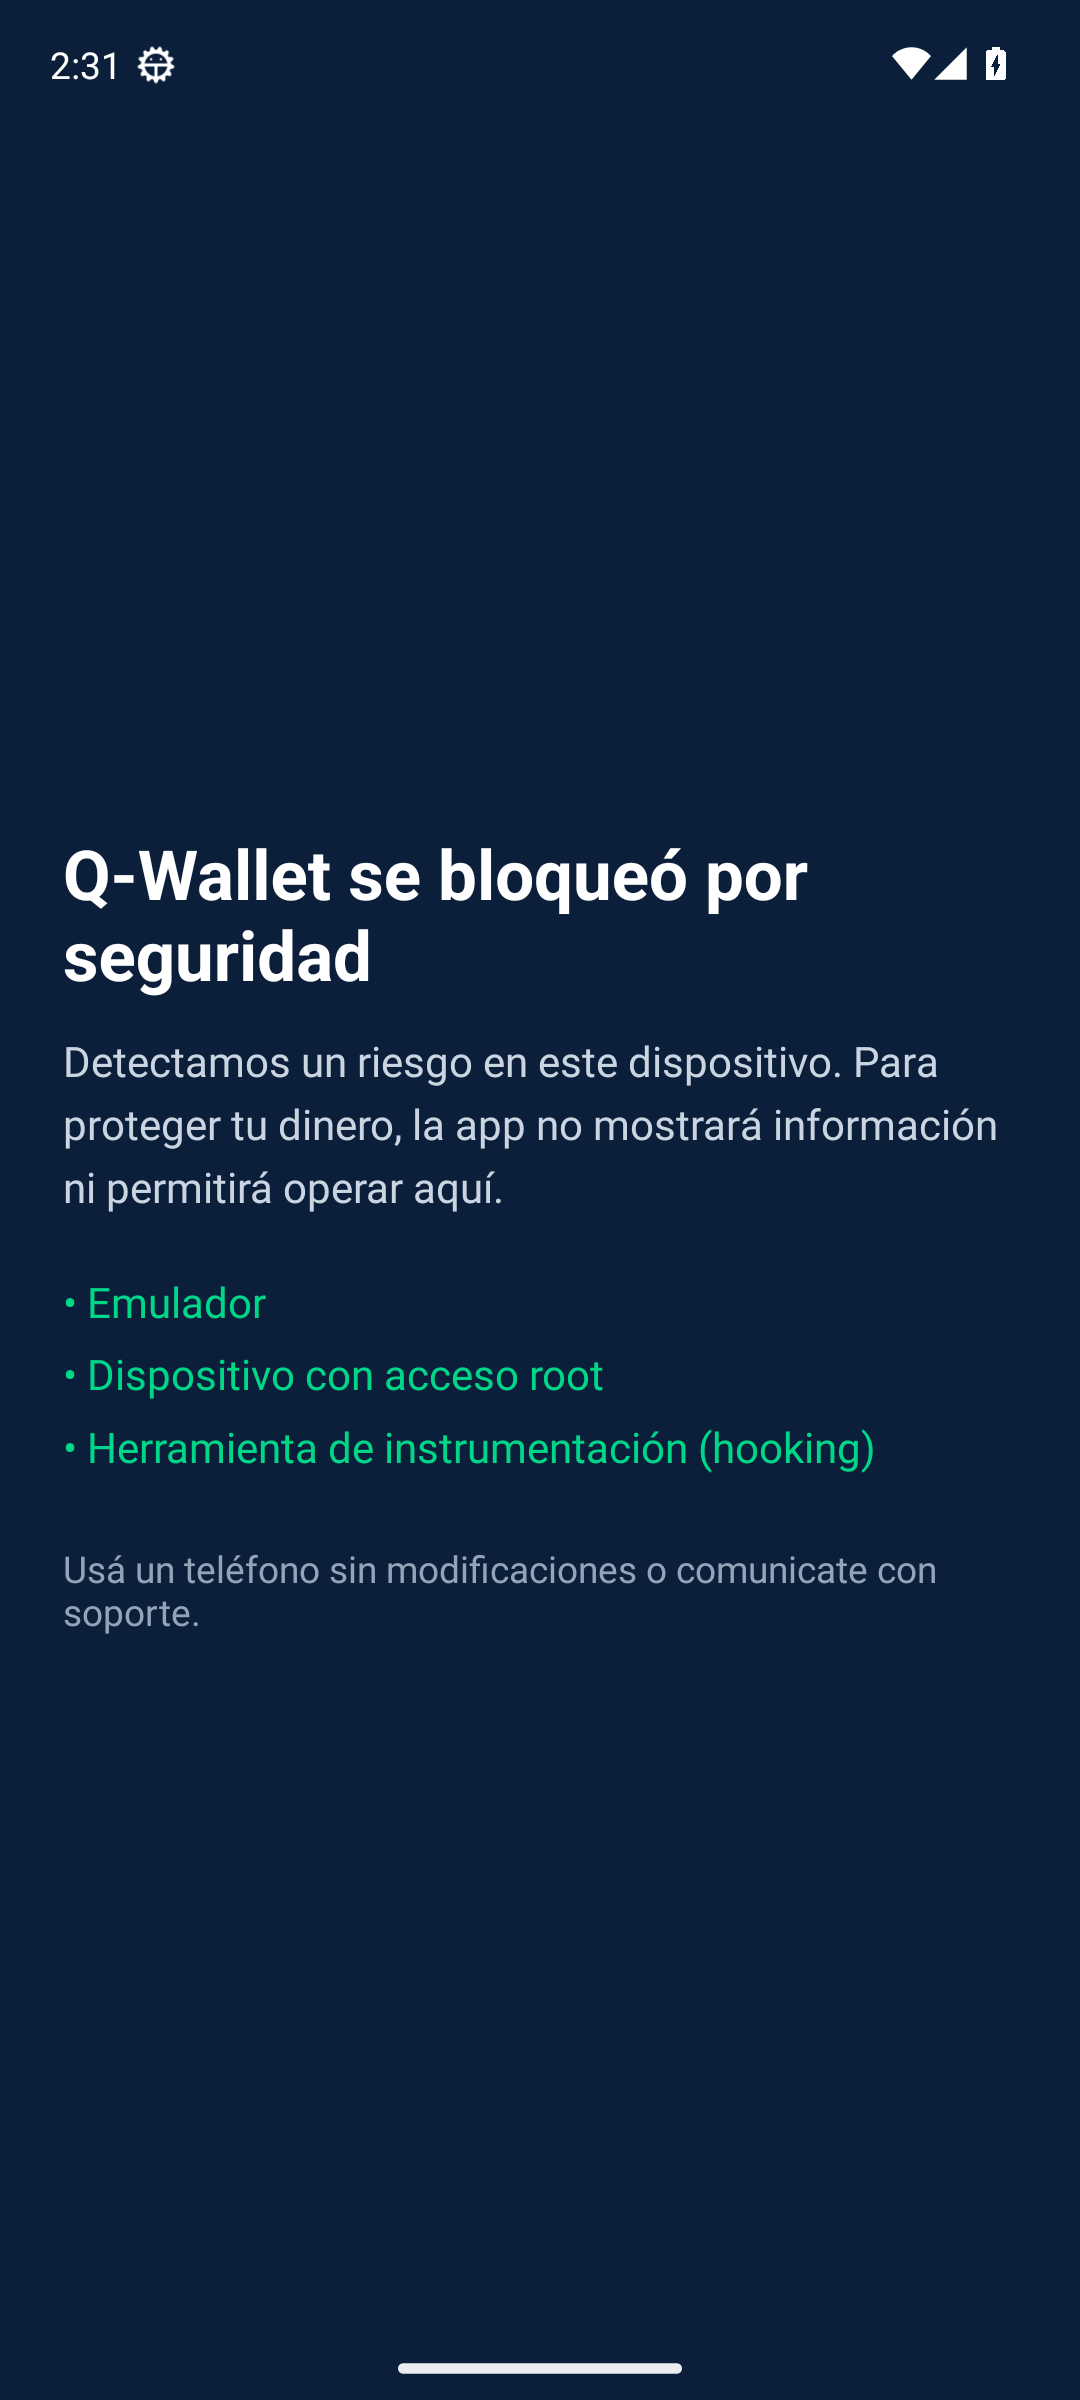 2:31
Q-Wallet se bloqueó por
seguridad
Detectamos un riesgo en este dispositivo. Para
proteger tu dinero, la app no mostrará información
ni permitirá operar aquí.
• Emulador
• Dispositivo con acceso root
• Herramienta de instrumentación (hooking)
Usá un teléfono sin modificaciones o comunicate con
soporte.